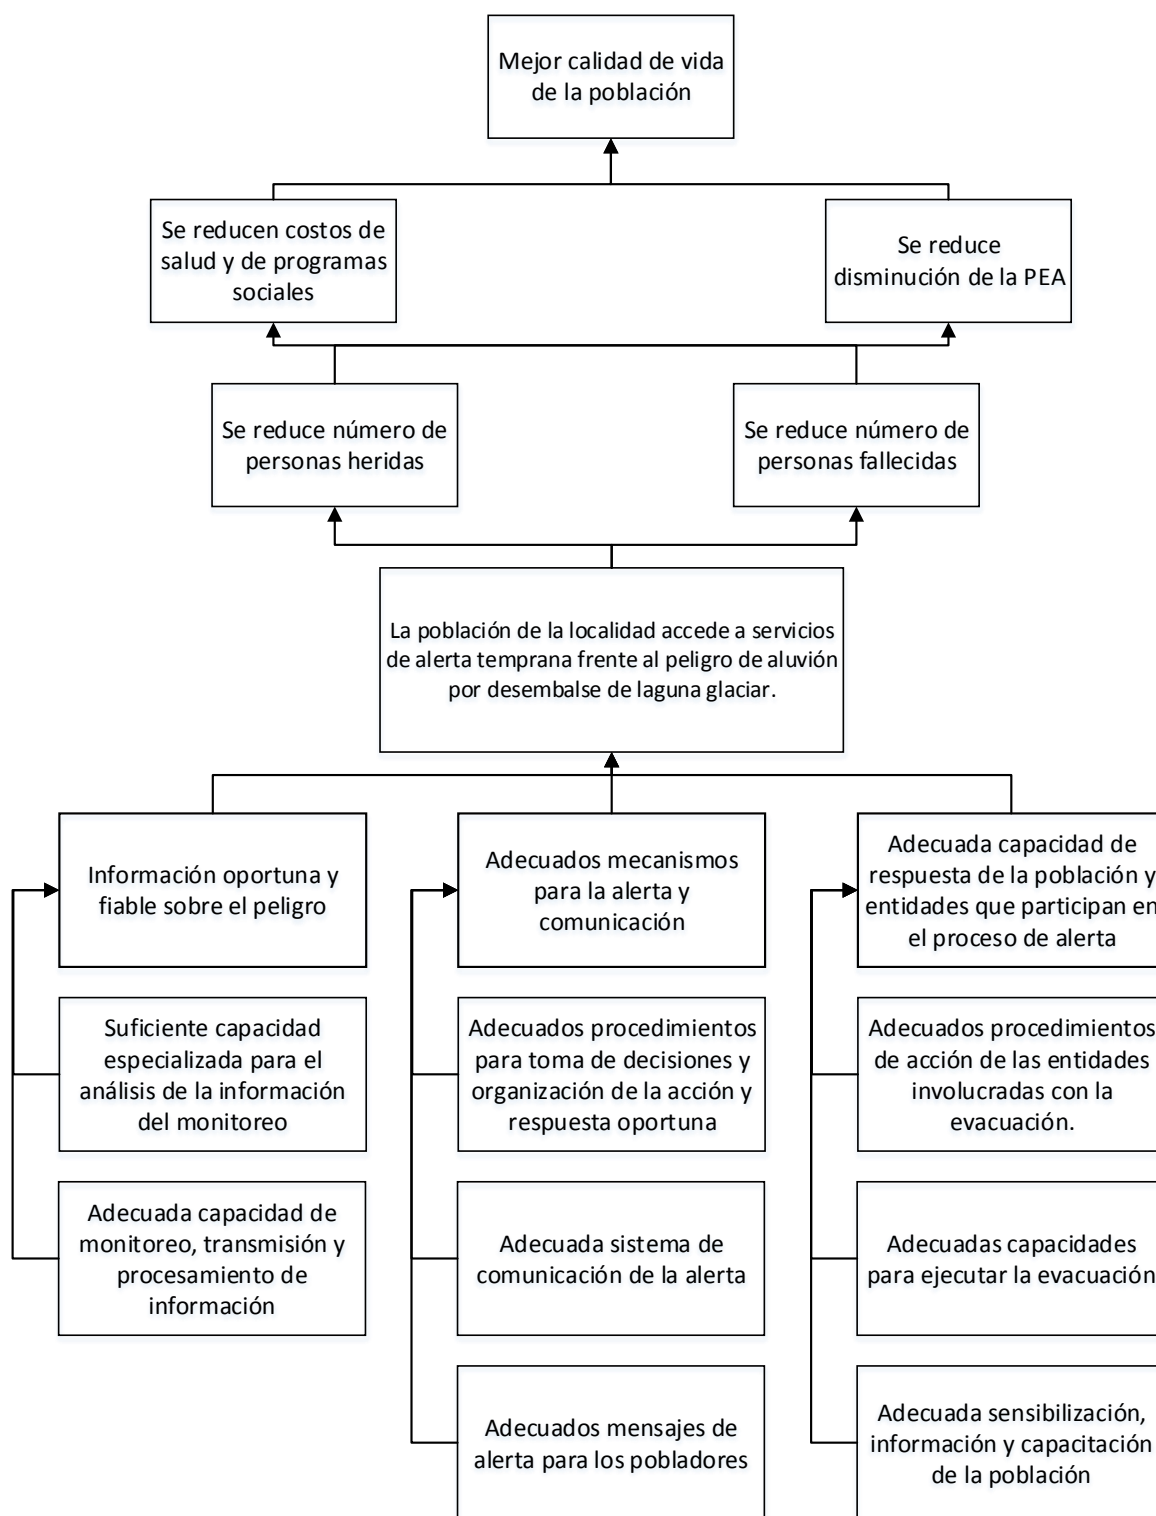 Mejor calidad de vida
de la población
Se reducen costos de
salud y de programas
sociales
Se reduce
disminución de la PEA
Se reduce número de
personas heridas
Se reduce número de
personas fallecidas
La población de la localidad accede a servicios
de alerta temprana frente al peligro de aluvión
por desembalse de laguna glaciar.
Información oportuna y
fiable sobre el peligro
Adecuados mecanismos
para la alerta y
comunicación
Adecuada capacidad de
respuesta de la población y
entidades que participan en
el proceso de alerta
Suficiente capacidad
especializada para el
análisis de la información
del monitoreo
Adecuados procedimientos
para toma de decisiones y
organización de la acción y
respuesta oportuna
Adecuados procedimientos
de acción de las entidades
involucradas con la
evacuación.
Adecuada capacidad de
monitoreo, transmisión y
procesamiento de
información
Adecuada sistema de
comunicación de la alerta
Adecuadas capacidades
para ejecutar la evacuación
Adecuados mensajes de
alerta para los pobladores
Adecuada sensibilización,
información y capacitación
de la población